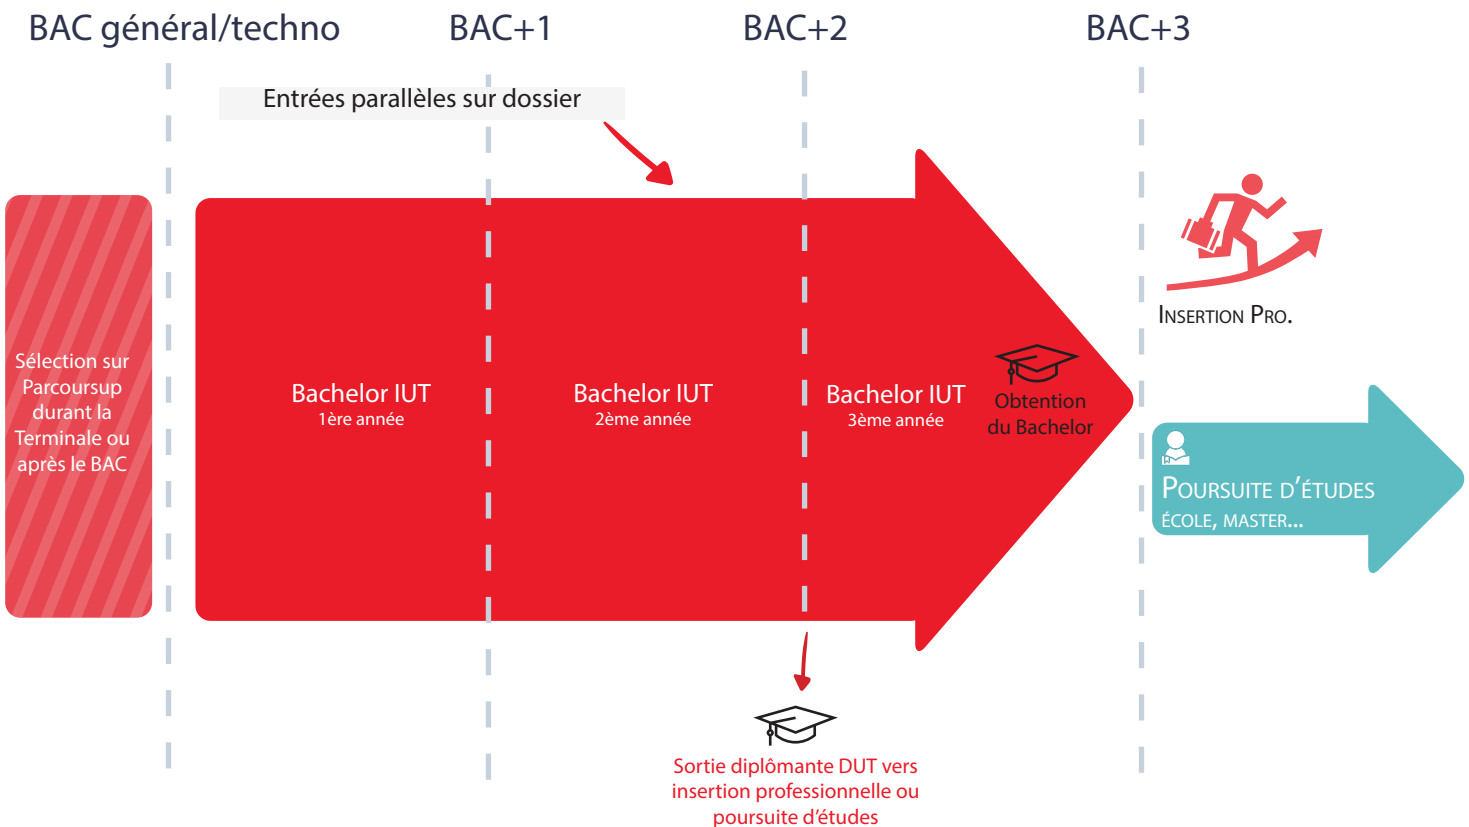 BAC général/techno
BAC+1
BAC+2
BAC+3
Entrées parallèles sur dossier
Sélection sur
Parcoursup
durant la
Terminale ou
après le BAC
Bachelor IUT
1ère année
Bachelor IUT
2ème année
Bachelor IUT
3ème année
Obtention
du Bachelor
Insertion Pro.
Poursuite d'études
école, master...
Sortie diplômante DUT vers
insertion professionnelle ou
poursuite d'études